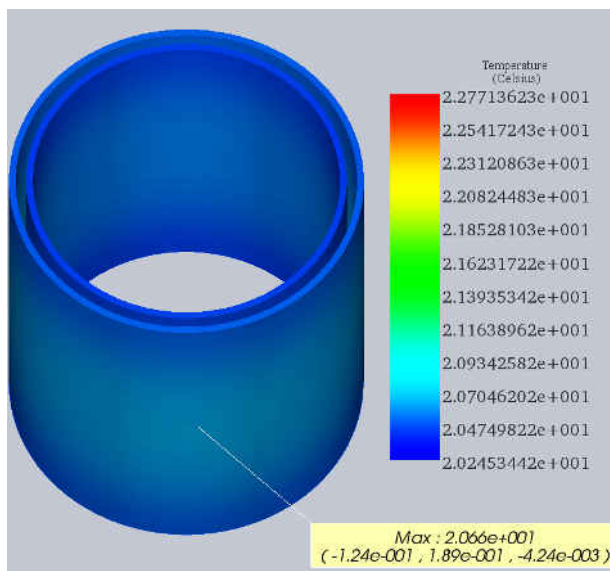 Temperature
(Celsius)
2.27713623e+001
2.25417243e+001
2.23120863e+001
2.20824483e+001
2.18528103e+001
2.16231722e+001
2.13935342e+001
2.11638962e+001
2.09342582e+001
2.07046202e+001
2.04749822e+001
2.02453442e+001
Max : 2.066e+001
( -1.24e-001 , 1.89e-001 , -4.24e-003 )